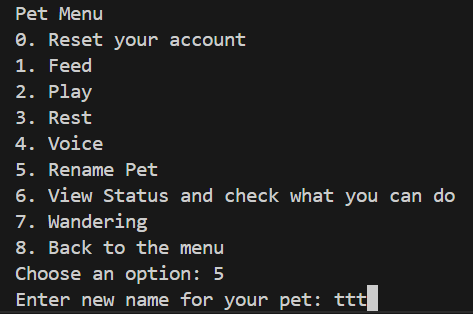 Pet Menu
0. Reset your account
1. Feed
2. Play
3. Rest
4. Voice
5. Rename Pet
6. View Status and check what you can do
7. Wandering
8. Back to the menu
Choose an option: 5
Enter new name for your pet: ttt